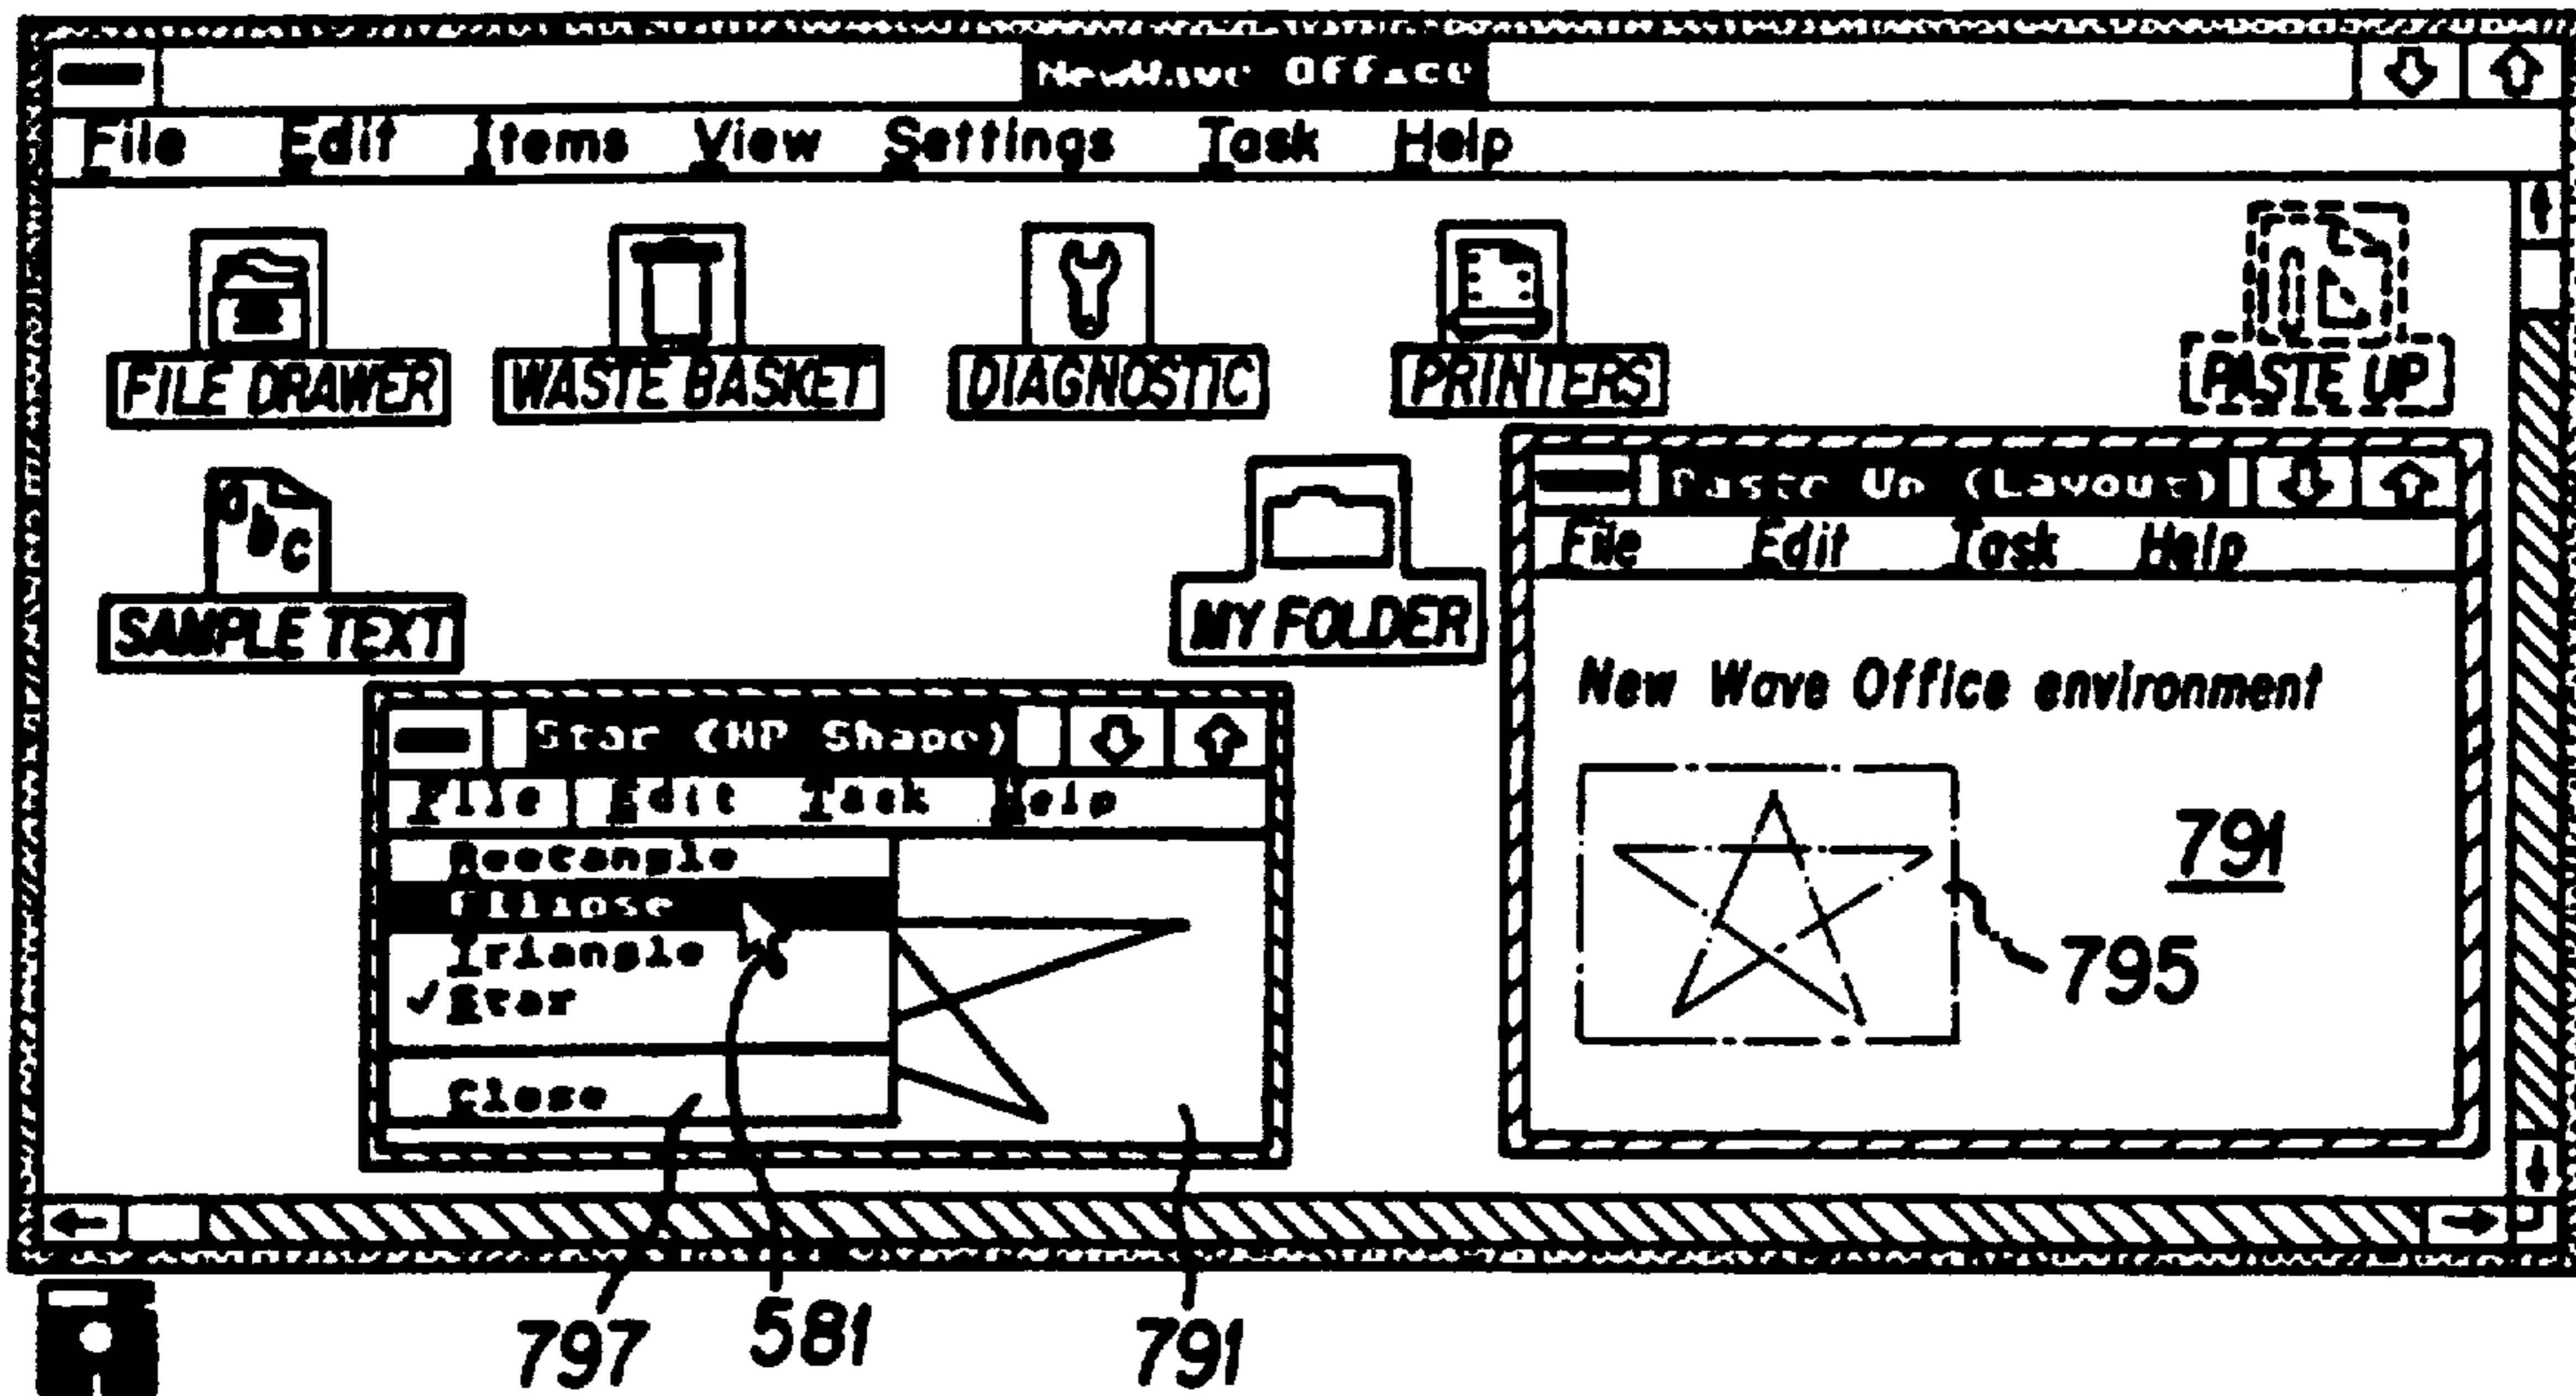 NewWave Office
File Edit Items View Settings Task Help
FILE DRAWER WASTE BASKET DIAGNOSTIC PRINTERS PASTE UP
abc
SAMPLE TEXT MY FOLDER
Paste Up (Layout)
File Edit Task Help
New Wave Office environment
791
795
Star (HP Shape)
File Edit Task Help
Rectangle
Ellipse
Triangle
✓ Star
Close
797 581 791